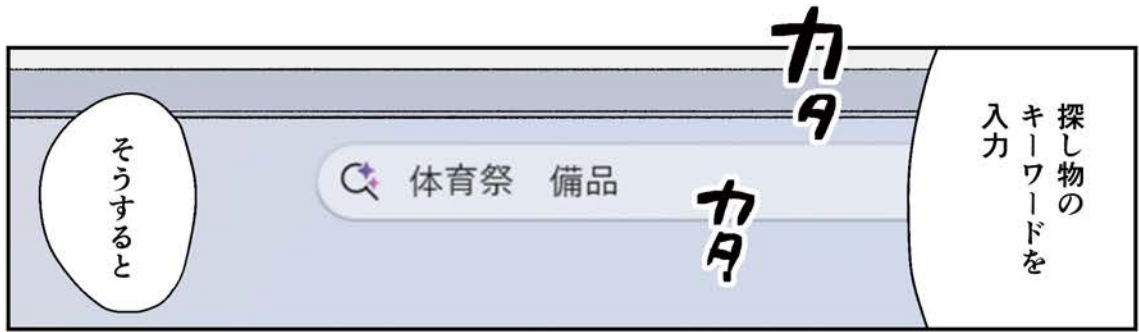 探し物の
キーワードを
入力
カタ
カタ
体育祭　備品
そうすると